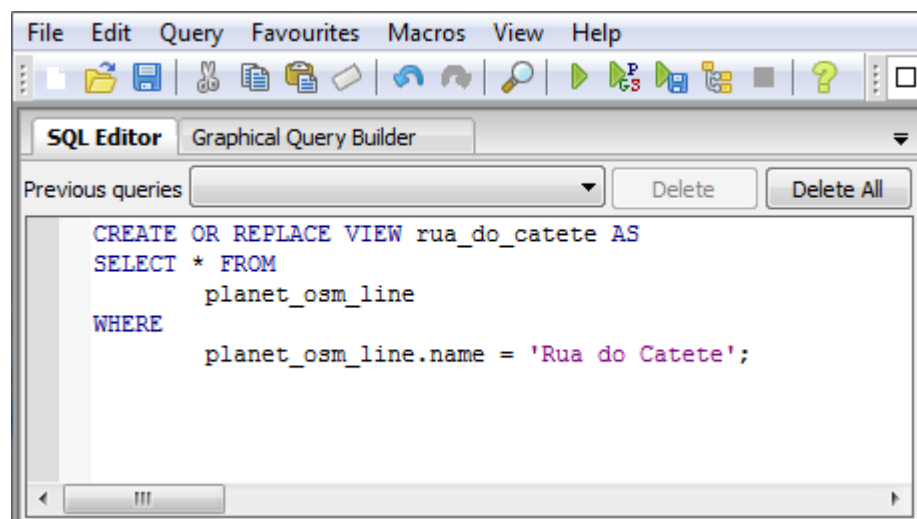 File Edit Query Favourites Macros View Help
SQL Editor Graphical Query Builder
Previous queries Delete Delete All
CREATE OR REPLACE VIEW rua_do_catete AS
SELECT * FROM
planet_osm_line
WHERE
planet_osm_line.name = 'Rua do Catete';